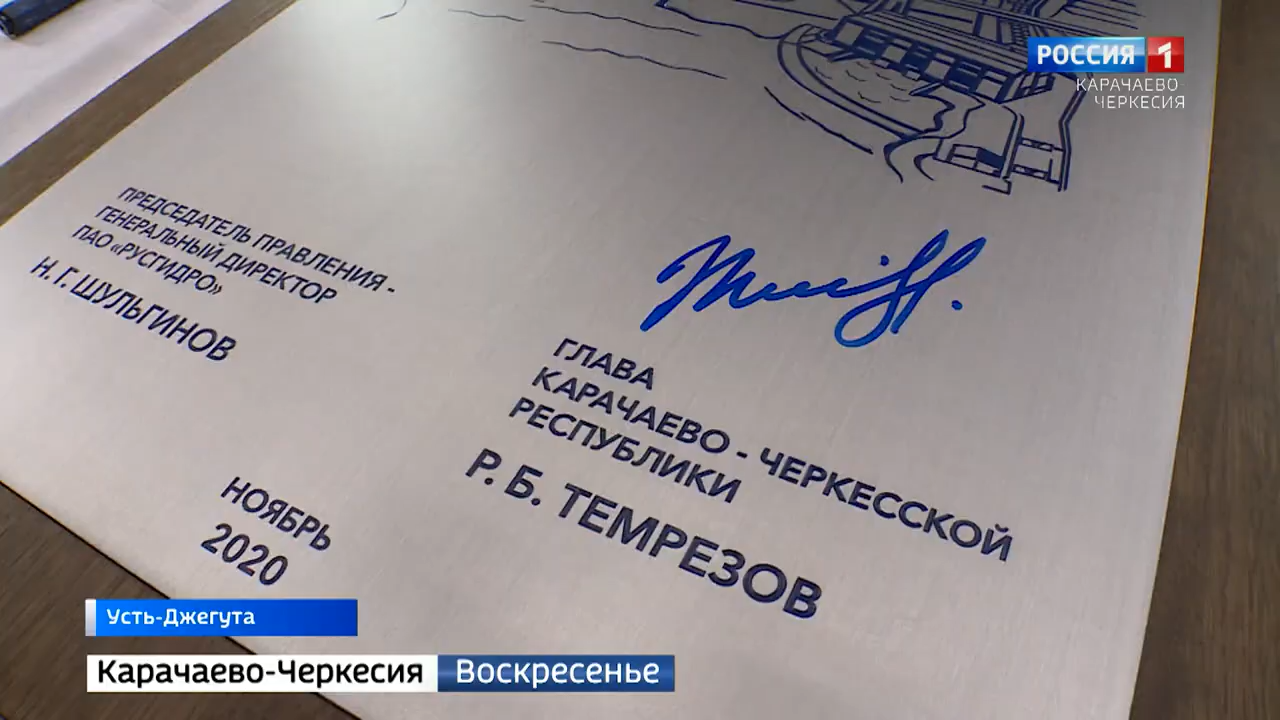 РОССИЯ 1
КАРАЧАЕВО
ЧЕРКЕСИЯ
ПРЕДСЕДАТЕЛЬ ПРАВЛЕНИЯ -
ГЕНЕРАЛЬНЫЙ ДИРЕКТОР
ПАО «РУСГИДРО»
Н. Г. ШУЛЬГИНОВ
ГЛАВА
КАРАЧАЕВО - ЧЕРКЕССКОЙ
РЕСПУБЛИКИ
Р. Б. ТЕМРЕЗОВ
НОЯБРЬ
2020
Усть-Джегута
Карачаево-Черкесия Воскресенье